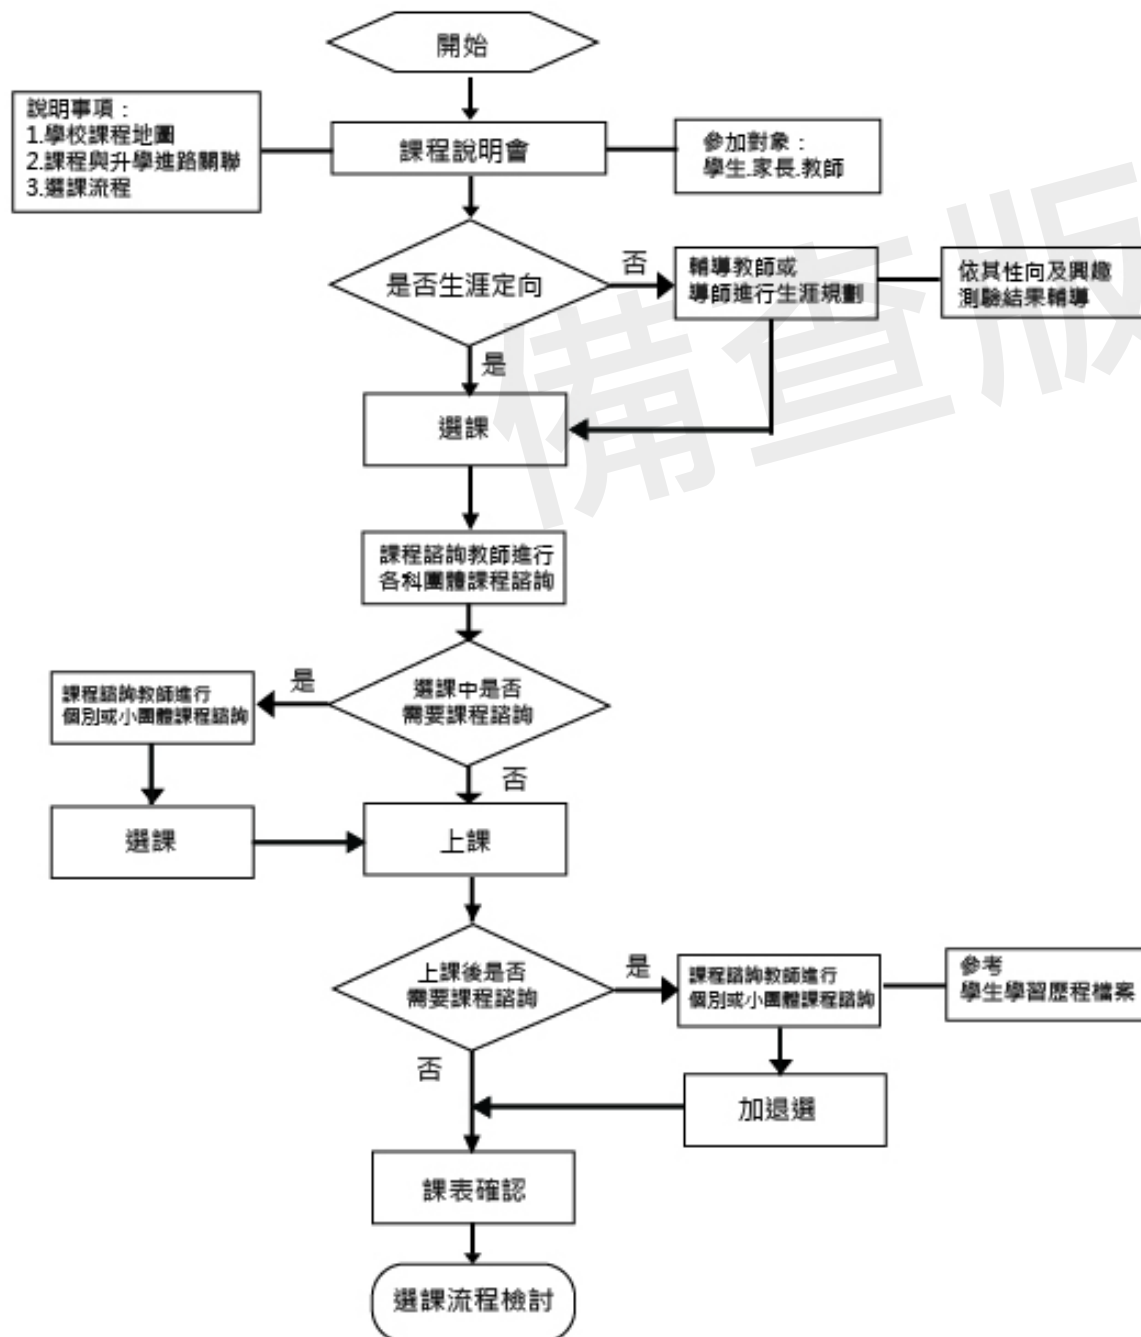 開始
說明事項：
1.學校課程地圖
2.課程與升學進路關聯
3.選課流程
課程說明會
參加對象：
學生.家長.教師
是否生涯定向
否
輔導教師或
導師進行生涯規劃
依其性向及興趣
測驗結果輔導
是
選課
課程諮詢教師進行
各科團體課程諮詢
選課中是否
需要課程諮詢
是
課程諮詢教師進行
個別或小團體課程諮詢
否
選課
上課
上課後是否
需要課程諮詢
是
課程諮詢教師進行
個別或小團體課程諮詢
參考
學生學習歷程檔案
否
加退選
課表確認
選課流程檢討
備查版